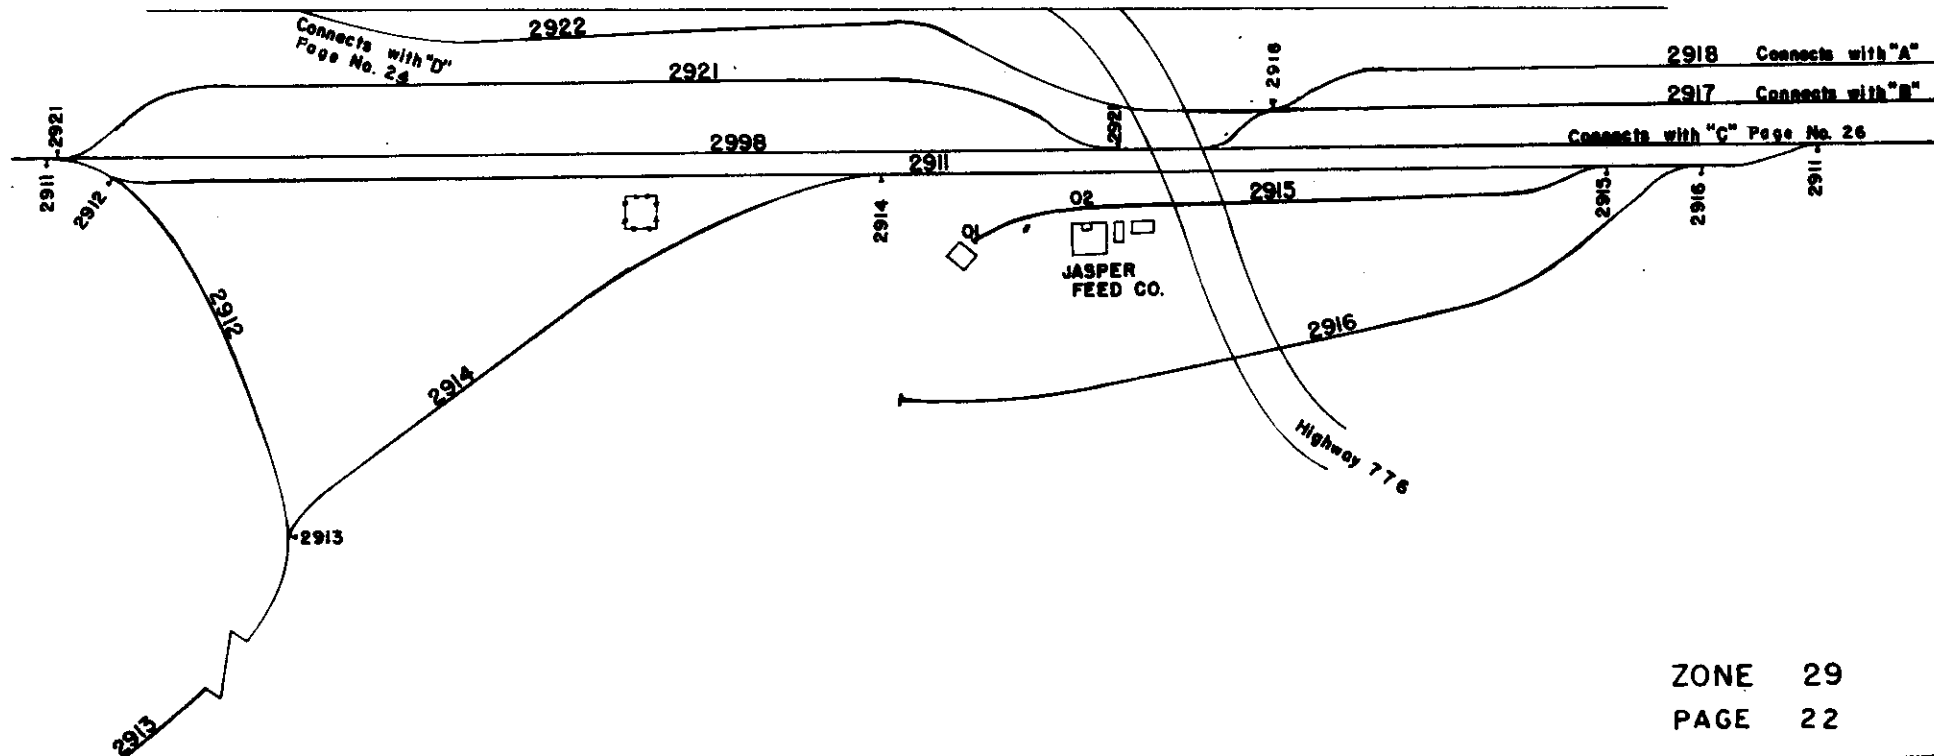 2922
Connects with "D"
Page No. 24
2921
2916
2918 Connects with "A"
2917 Connects with "B"
Connects with "C" Page No. 26
2921
2921
2998
2911
2911
2912
2914
02
01
2915
2915
2916
2911
JASPER
FEED CO.
2912
2914
2916
Highway 776
2913
2913
ZONE 29
PAGE 22